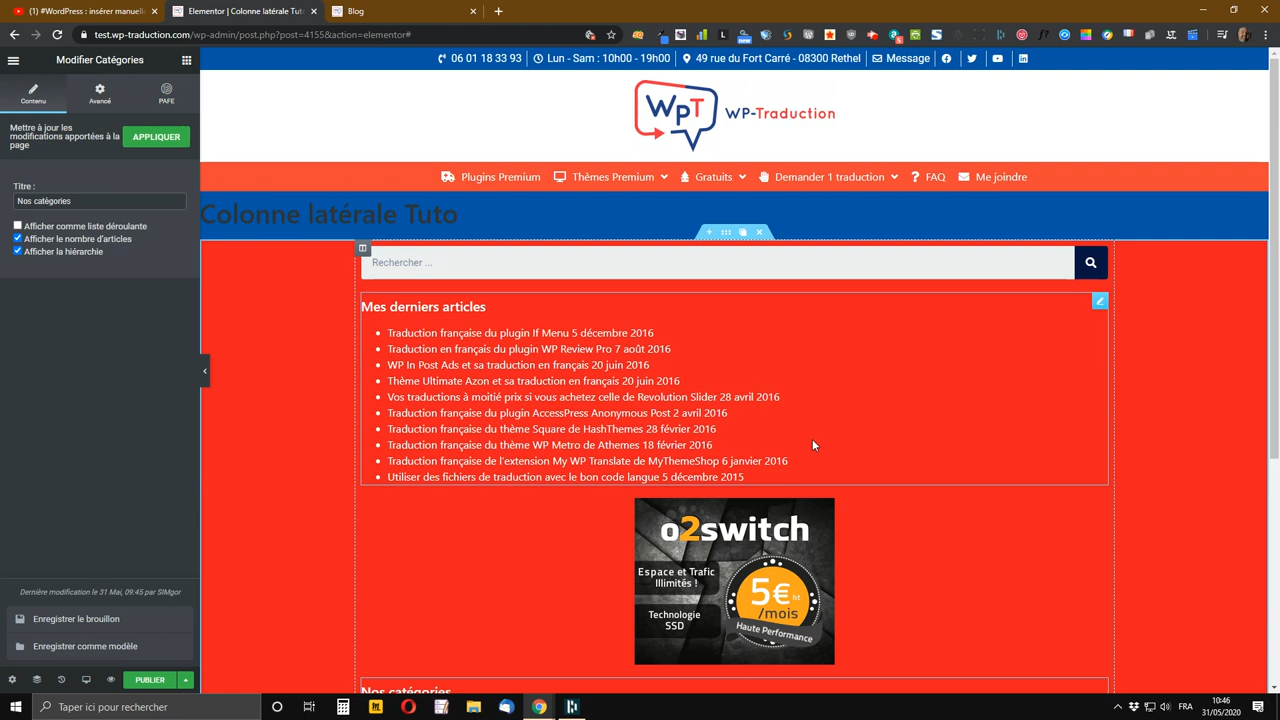 (1) #WordPress
Blog
Elementor | Colonne latérale Tu
test.wp-traduction.com/wp-admin/post.php?post=4155&action=elementor#
new
06 01 18 33 93
Lun - Sam : 10h00 - 19h00
49 rue du Fort Carré - 08300 Rethel
Message
Contenu
Avancé
PAFE
Mettre à jour les
modifications apportées à la
page
APPLIQUER
WpT WP-Traduction
Plugins Premium
Thèmes Premium
Gratuits
Demander 1 traduction
FAQ
Me joindre
Titre :
Nos catégories
Afficher comme liste déroulante
Afficher le nombre d'articles
Afficher la hiérarchie
Colonne latérale Tuto
Rechercher ...
Mes derniers articles
Traduction française du plugin If Menu 5 décembre 2016
Traduction en français du plugin WP Review Pro 7 août 2016
WP In Post Ads et sa traduction en français 20 juin 2016
Thème Ultimate Azon et sa traduction en français 20 juin 2016
Vos traductions à moitié prix si vous achetez celle de Revolution Slider 28 avril 2016
Traduction française du plugin AccessPress Anonymous Post 2 avril 2016
Traduction française du thème Square de HashThemes 28 février 2016
Traduction française du thème WP Metro de Athemes 18 février 2016
Traduction française de l'extension My WP Translate de MyThemeShop 6 janvier 2016
Utiliser des fichiers de traduction avec le bon code langue 5 décembre 2015
o2switch
Espace et Trafic
Illimités !
5€ ht
/mois
Technologie
SSD
Haute Performance
Nos catégories
Dernière modification le 31 Mai, 09:45 par SIMgor
Enregistrer le brouillon
Enregistrer comme modèle
PUBLIER
Taper ici pour rechercher
FRA
10:46
31/05/2020